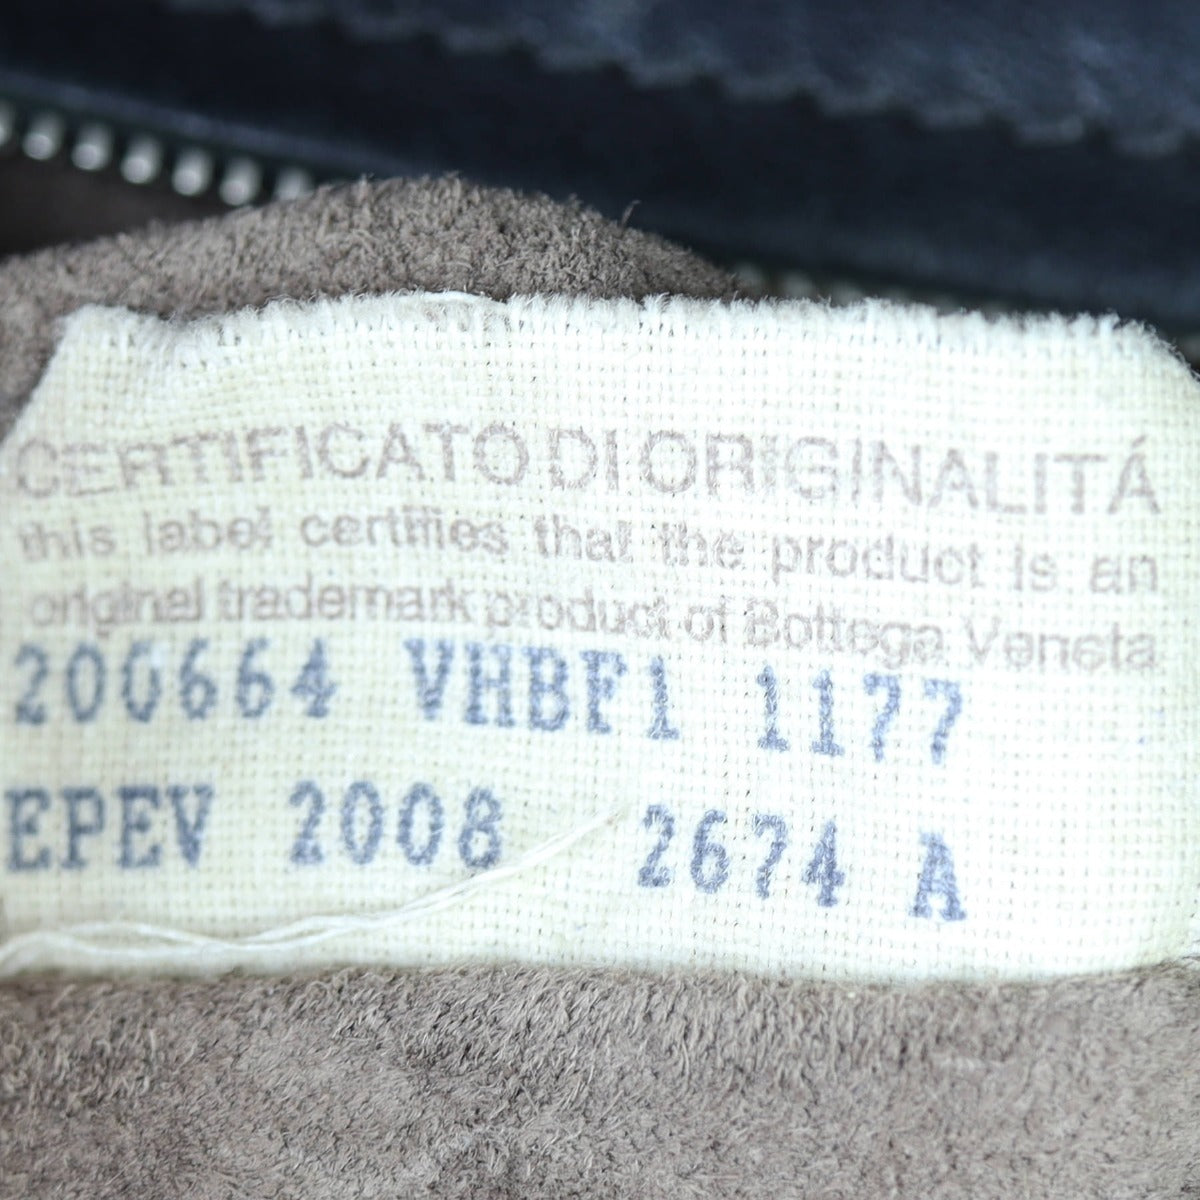 CERTIFICATO DI ORIGINALITÁ
this label certifies that the product is an
original trademark product of Bottega Veneta
200664 VHBF1 1177
EPEV 2008 2674 A